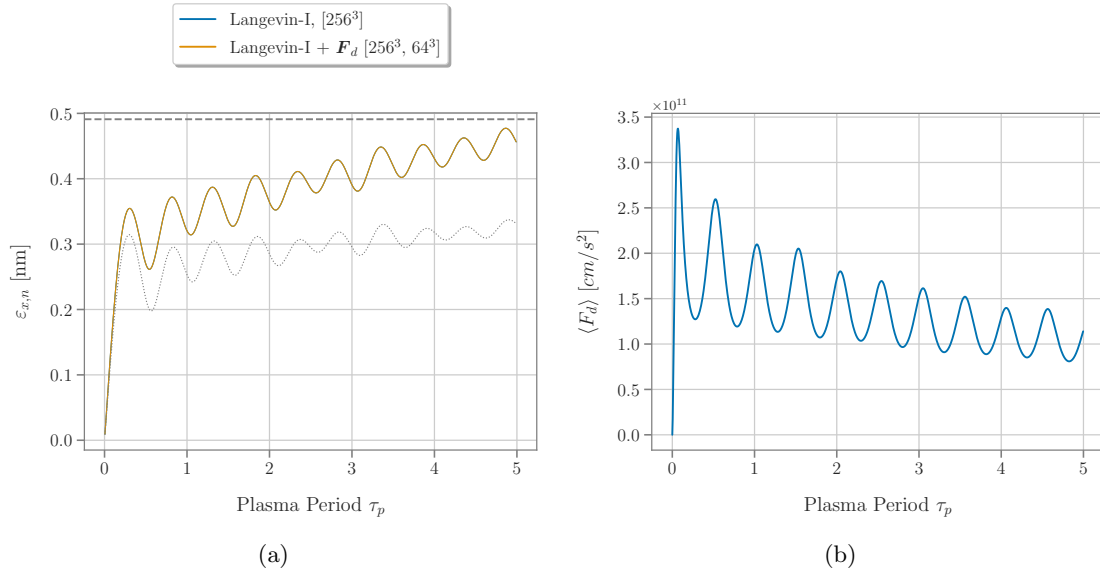 Langevin-I, [256³]
Langevin-I + 𝑭_d [256³, 64³]
ε_{x,n} [nm]
0.5
0.4
0.3
0.2
0.1
0.0
0 1 2 3 4 5
Plasma Period τ_p
(a)
×10¹¹
⟨F_d⟩ [cm/s²]
3.5
3.0
2.5
2.0
1.5
1.0
0.5
0.0
0 1 2 3 4 5
Plasma Period τ_p
(b)